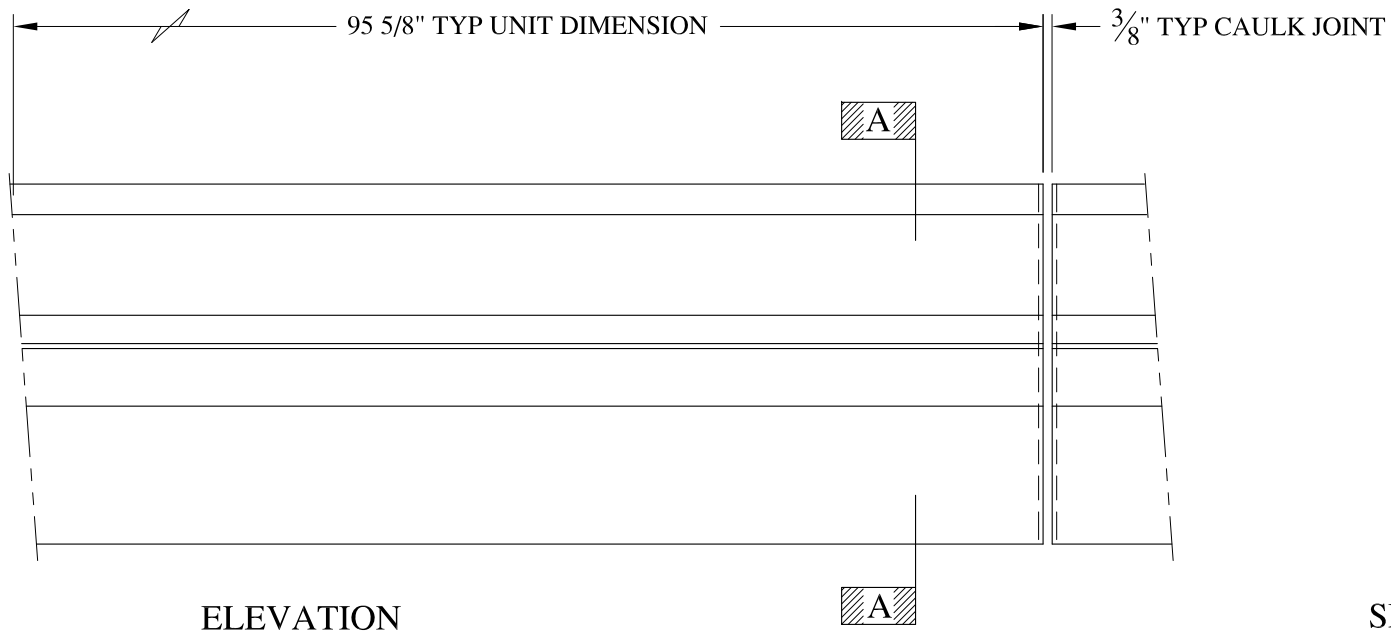 95 5/8" TYP UNIT DIMENSION
3/8" TYP CAULK JOINT
A
A
ELEVATION